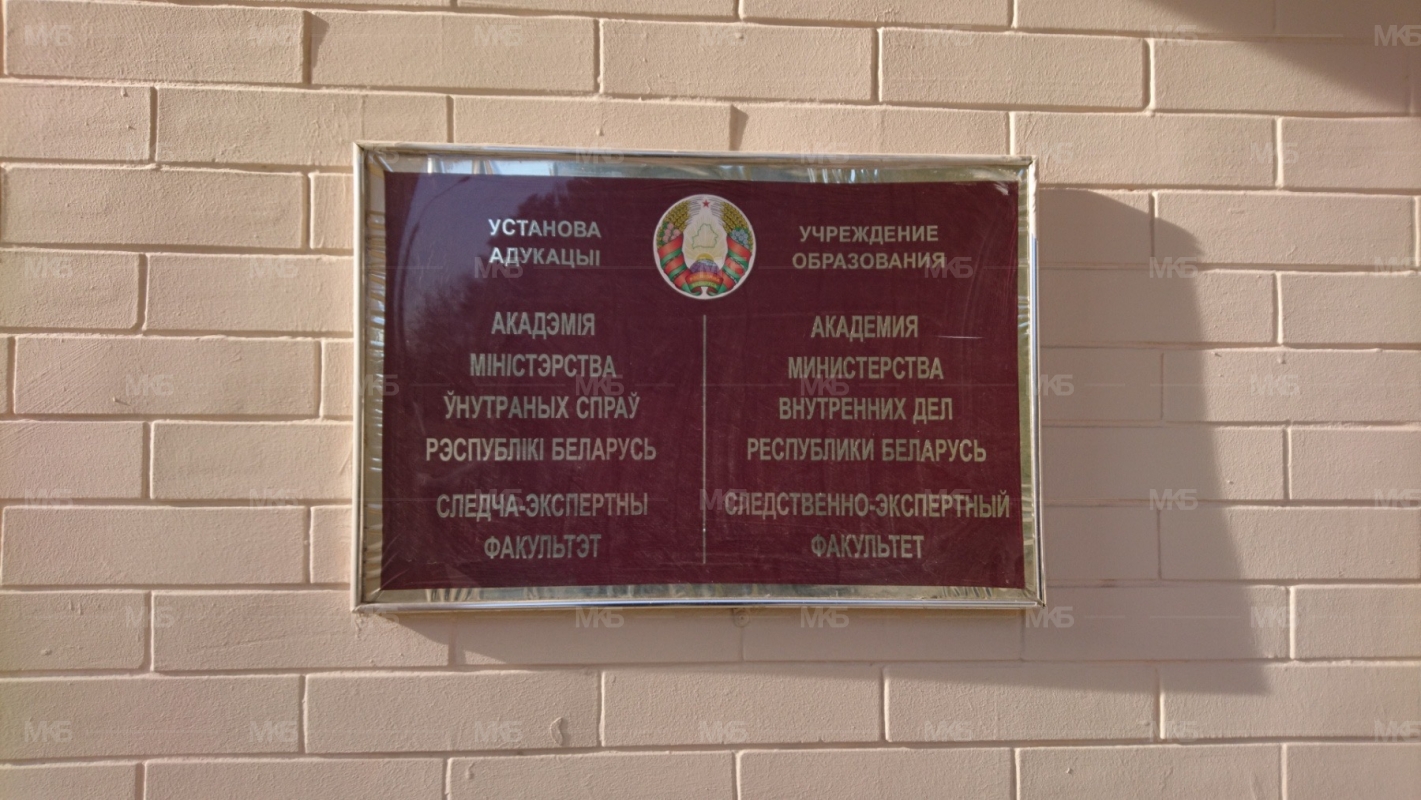 УСТАНОВА
АДУКАЦЫІ
АКАДЭМІЯ
МІНІСТЭРСТВА
ЎНУТРАНЫХ СПРАЎ
РЭСПУБЛІКІ БЕЛАРУСЬ
СЛЕДЧА-ЭКСПЕРТНЫ
ФАКУЛЬТЭТ
УЧРЕЖДЕНИЕ
ОБРАЗОВАНИЯ
АКАДЕМИЯ
МИНИСТЕРСТВА
ВНУТРЕННИХ ДЕЛ
РЕСПУБЛИКИ БЕЛАРУСЬ
СЛЕДСТВЕННО-ЭКСПЕРТНЫЙ
ФАКУЛЬТЕТ
МКБ